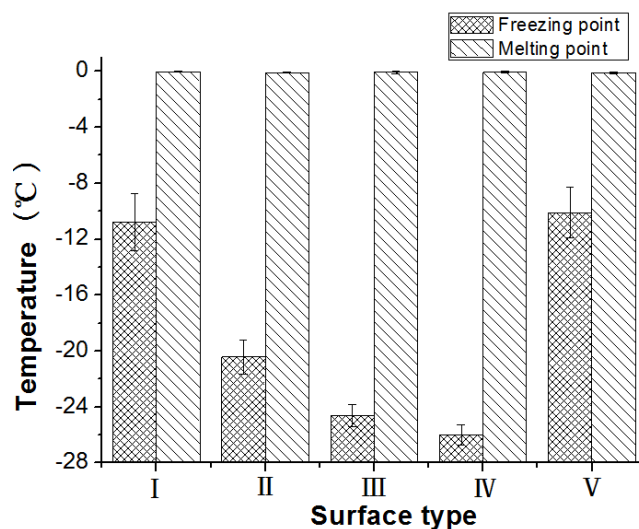 Freezing point
Melting point
0
-4
-8
-12
-16
-20
-24
-28
Temperature (℃)
Ⅰ Ⅱ Ⅲ Ⅳ Ⅴ
Surface type